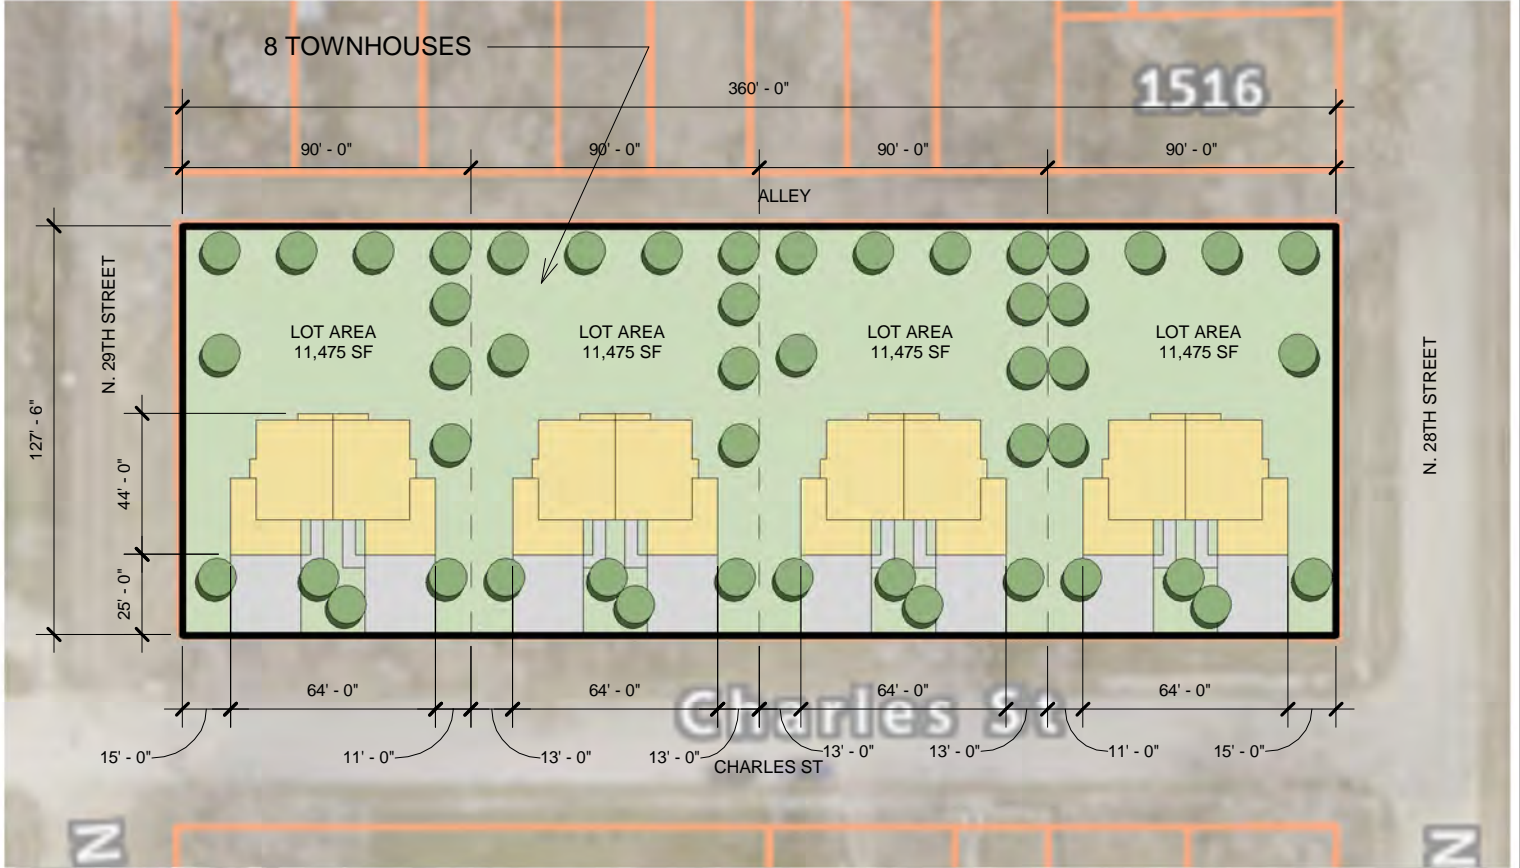 8 TOWNHOUSES
1516
360' - 0"
90' - 0"
90' - 0"
90' - 0"
90' - 0"
ALLEY
N. 29TH STREET
N. 28TH STREET
127' - 6"
44' - 0"
25' - 0"
LOT AREA
11,475 SF
LOT AREA
11,475 SF
LOT AREA
11,475 SF
LOT AREA
11,475 SF
64' - 0"
64' - 0"
64' - 0"
64' - 0"
Charles St
15' - 0"
11' - 0"
13' - 0"
13' - 0"
13' - 0"
13' - 0"
11' - 0"
15' - 0"
CHARLES ST
N
N